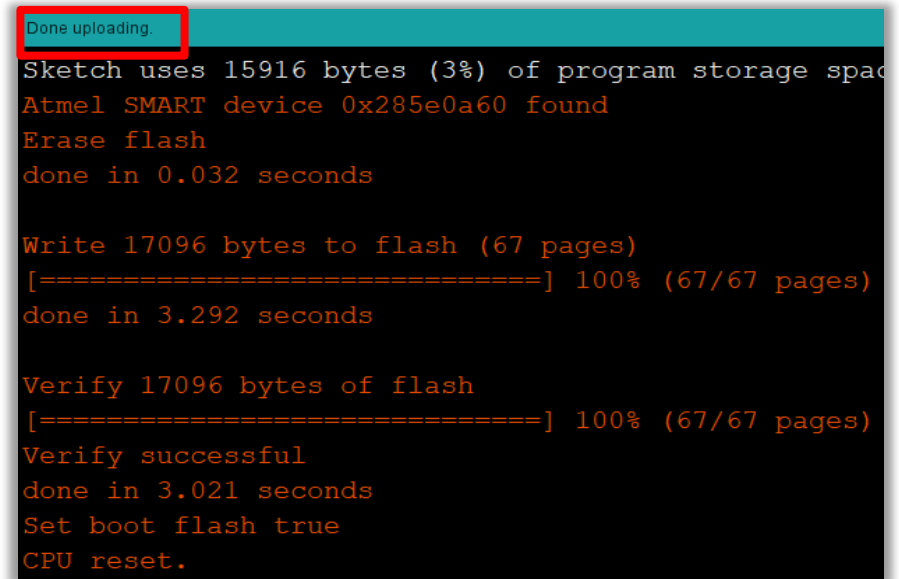 Done uploading.
Sketch uses 15916 bytes (3%) of program storage
Atmel SMART device 0x285e0a60 found
Erase flash
done in 0.032 seconds
Write 17096 bytes to flash (67 pages)
[==============================] 100% (67/67 pages)
done in 3.292 seconds
Verify 17096 bytes of flash
[==============================] 100% (67/67 pages)
Verify successful
done in 3.021 seconds
Set boot flash true
CPU reset.